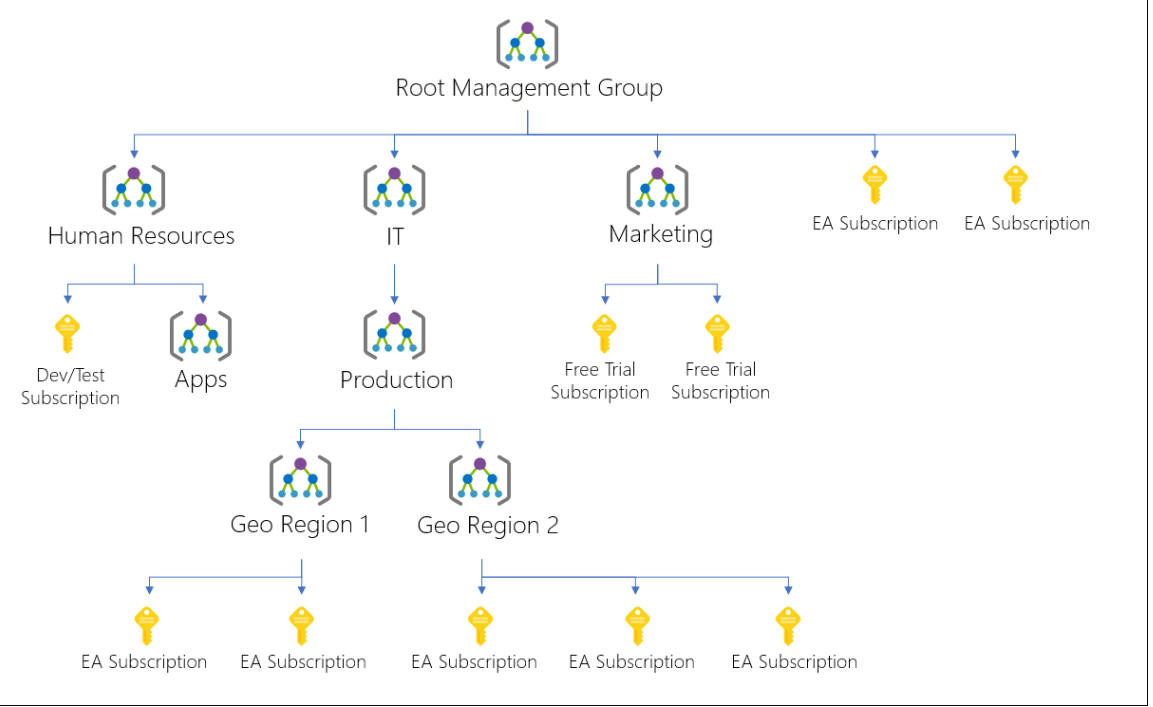 Root Management Group
Human Resources
IT
Marketing
EA Subscription
EA Subscription
Dev/Test
Subscription
Apps
Production
Free Trial
Subscription
Free Trial
Subscription
Geo Region 1
Geo Region 2
EA Subscription
EA Subscription
EA Subscription
EA Subscription
EA Subscription